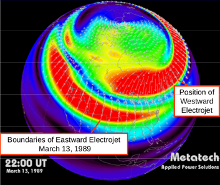 Position of
Westward
Electrojet
Boundaries of Eastward Electrojet
March 13, 1989
22:00 UT
March 13, 1989
Metatech
Applied Power Solutions